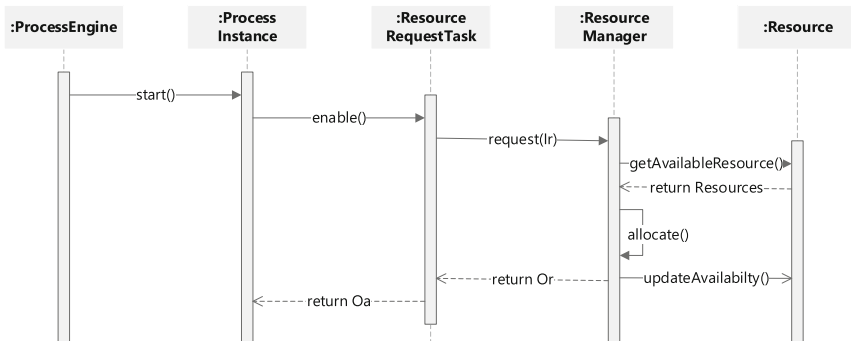 :ProcessEngine
:Process
Instance
:Resource
RequestTask
:Resource
Manager
:Resource
start()
enable()
request(Ir)
getAvailableResource()
return Resources
allocate()
return Or
updateAvailabilty()
return Oa